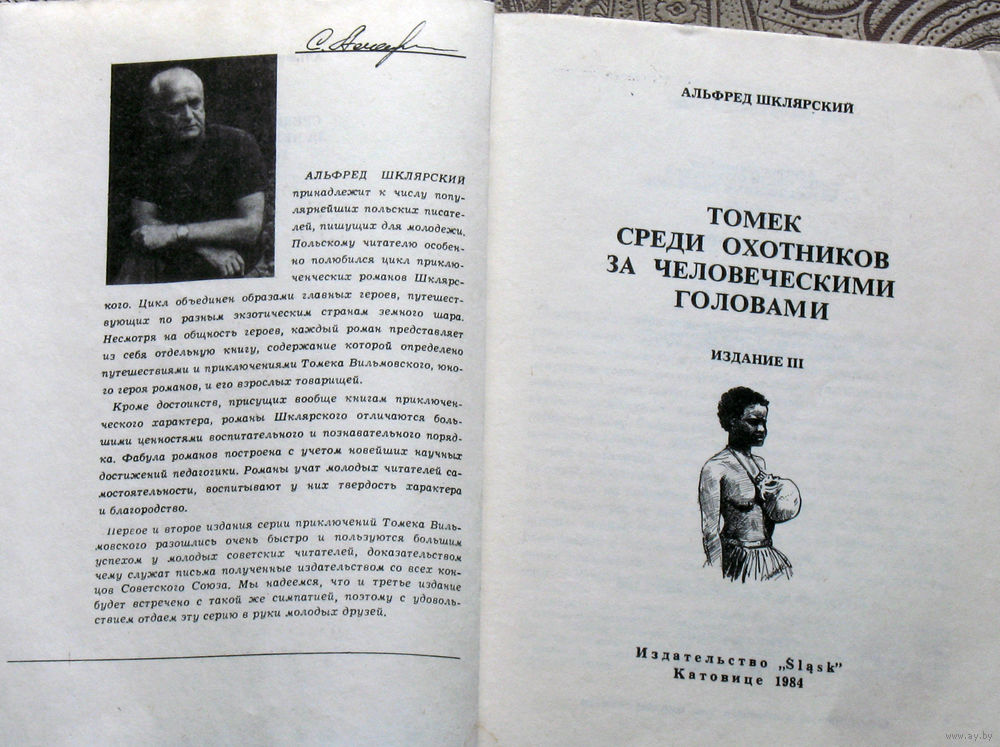 АЛЬФРЕД ШКЛЯРСКИЙ
принадлежит к числу попу-
лярнейших польских писате-
лей, пишущих для молодежи.
Польскому читателю особен-
но полюбился цикл приклю-
ченческих романов Шклярс-
кого. Цикл объединен образами главных героев, путешест-
вующих по разным экзотическим странам земного шара.
Несмотря на общность героев, каждый роман представляет
из себя отдельную книгу, содержание которой определено
путешествиями и приключениями Томека Вильмовского, юно-
го героя романов, и его взрослых товарищей.
Кроме достоинств, присущих вообще книгам приключен-
ческого характера, романы Шклярского отличаются боль-
шими ценностями воспитательного и познавательного поряд-
ка. Фабула романов построена с учетом новейших научных
достижений педагогики. Романы учат молодых читателей са-
мостоятельности, воспитывают у них твердость характера
и благородство.
Первое и второе издания серии приключений Томека Виль-
мовского разошлись очень быстро и пользуются большим
успехом у молодых советских читателей, доказательством
чему служат письма полученные издательством со всех кон-
цов Советского Союза. Мы надеемся, что и третье издание
будет встречено с такой же симпатией, поэтому с удоволь-
ствием отдаем эту серию в руки молодых друзей.
АЛЬФРЕД ШКЛЯРСКИЙ
ТОМЕК
СРЕДИ ОХОТНИКОВ
ЗА ЧЕЛОВЕЧЕСКИМИ
ГОЛОВАМИ
ИЗДАНИЕ III
Издательство „Śląsk"
Катовице 1984
www.ay.by